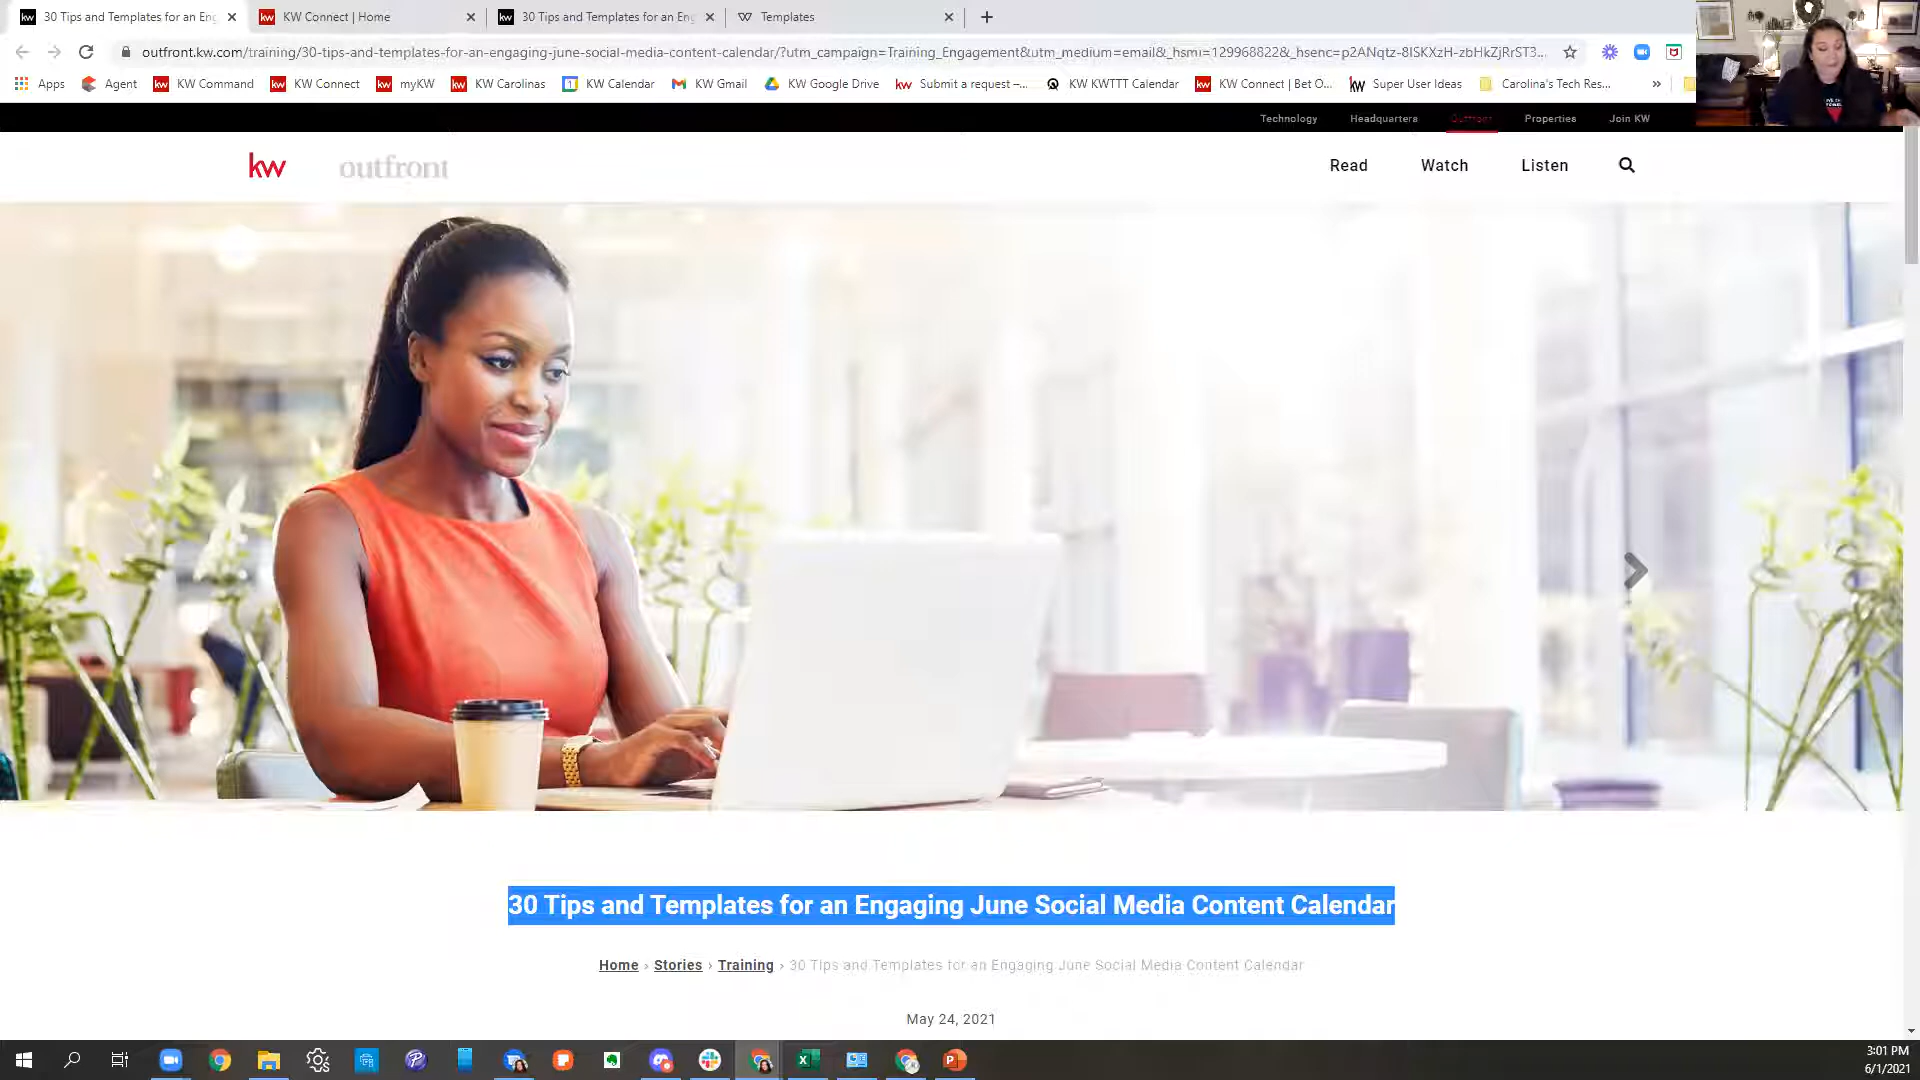 30 Tips and Templates for an Eng
KW Connect | Home
30 Tips and Templates for an Eng
Templates
outfront.kw.com/training/30-tips-and-templates-for-an-engaging-june-social-media-content-calendar/?utm_campaign=Training_Engagement&utm_medium=email&_hsmi=129968822&_hsenc=p2ANqtz-8ISKXzH-zbHkZjRrST3...
Apps Agent KW Command KW Connect myKW KW Carolinas KW Calendar KW Gmail KW Google Drive Submit a request –... KW KWTTT Calendar KW Connect | Bet O... Super User Ideas Carolina's Tech Res... »
Technology Headquarters Outfront Properties Join KW
kw outfront Read Watch Listen
30 Tips and Templates for an Engaging June Social Media Content Calendar
Home › Stories › Training › 30 Tips and Templates for an Engaging June Social Media Content Calendar
May 24, 2021
3:01 PM
6/1/2021